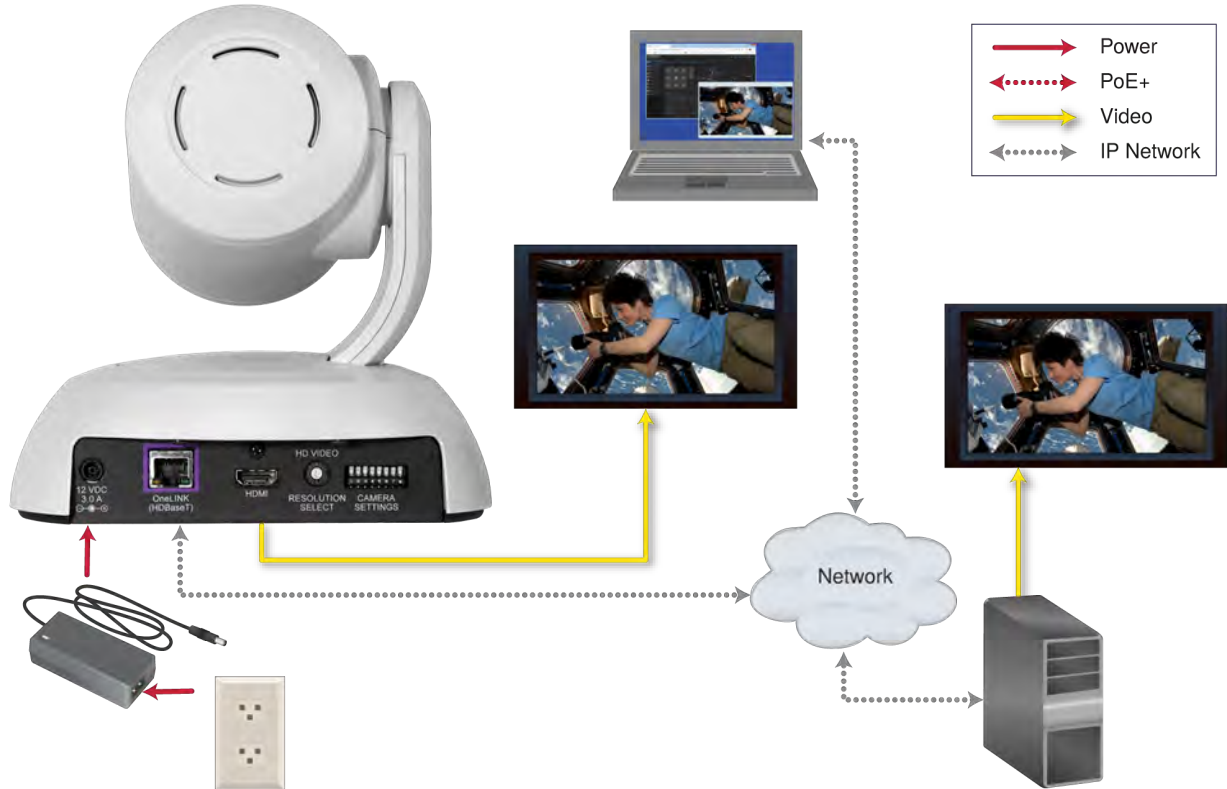 Power
PoE+
Video
IP Network
HD VIDEO
12 VDC
3.0 A
OneLINK
(HDBaseT)
HDMI
RESOLUTION
SELECT
CAMERA
SETTINGS
Network